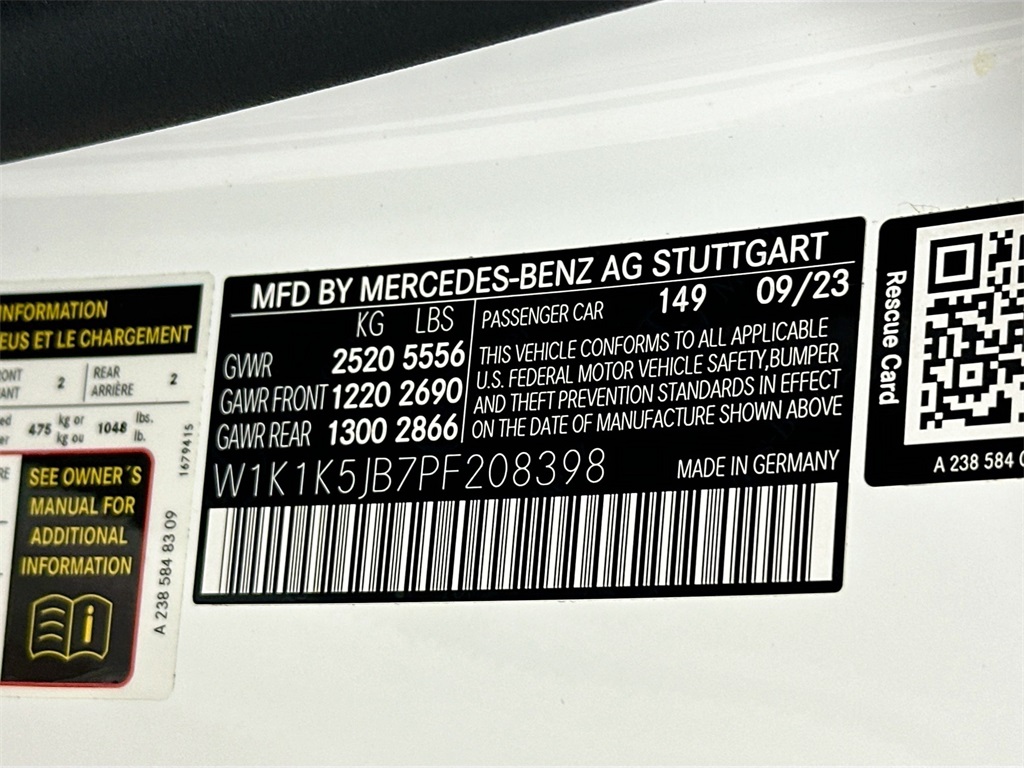 INFORMATION
EUS ET LE CHARGEMENT
2
REAR
ARRIÈRE
2
475
kg or
kg ou
1048
lbs.
lb.
1679415
SEE OWNER´S
MANUAL FOR
ADDITIONAL
INFORMATION
i
A 238 584 83 09
MFD BY MERCEDES-BENZ AG STUTTGART
KG LBS
GVWR 2520 5556
GAWR FRONT 1220 2690
GAWR REAR 1300 2866
PASSENGER CAR 149 09/23
THIS VEHICLE CONFORMS TO ALL APPLICABLE
U.S. FEDERAL MOTOR VEHICLE SAFETY,BUMPER
AND THEFT PREVENTION STANDARDS IN EFFECT
ON THE DATE OF MANUFACTURE SHOWN ABOVE
W1K1K5JB7PF208398
MADE IN GERMANY
Rescue Card
A 238 584